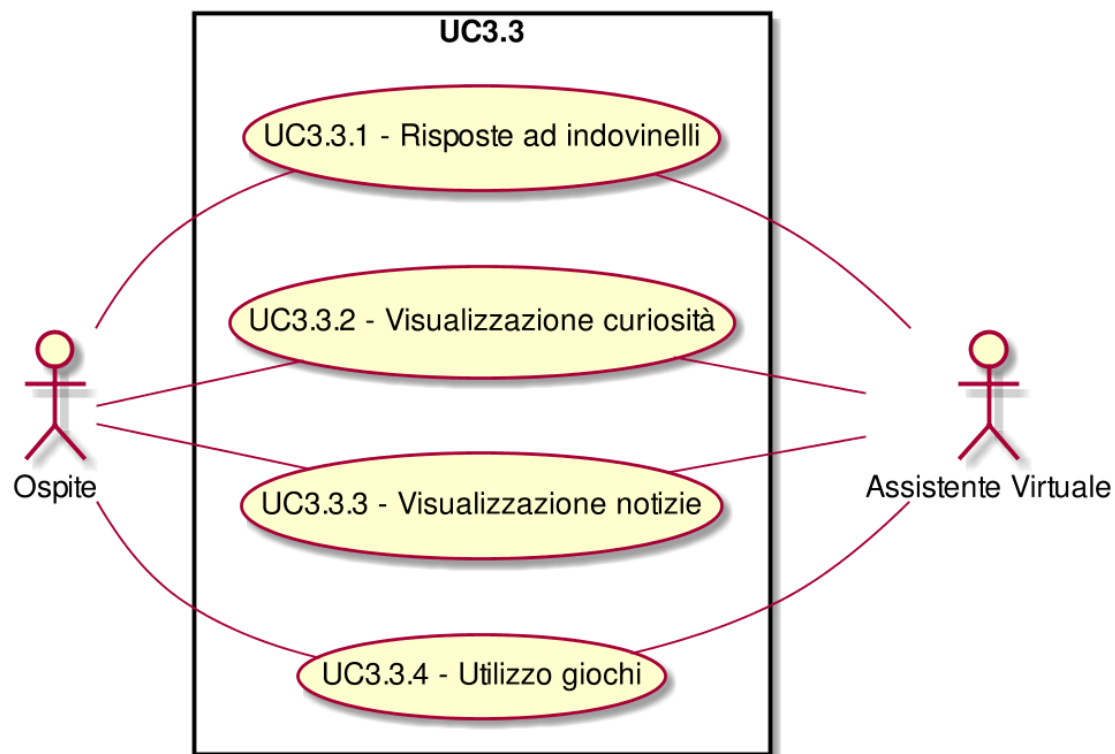 UC3.3
UC3.3.1 - Risposte ad indovinelli
UC3.3.2 - Visualizzazione curiosità
UC3.3.3 - Visualizzazione notizie
Ospite
Assistente Virtuale
UC3.3.4 - Utilizzo giochi